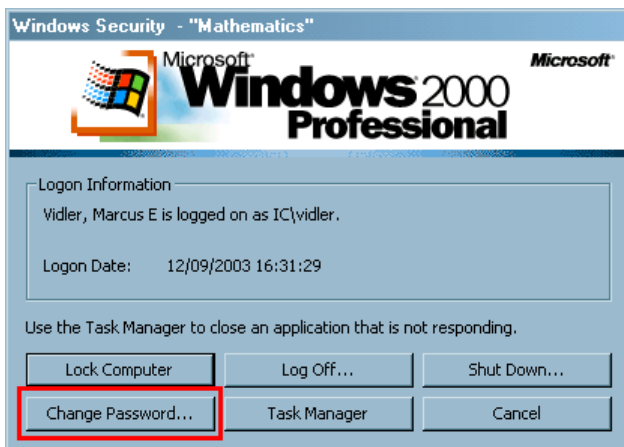 Windows Security - "Mathematics"
Microsoft
Microsoft
Windows 2000
Professional
Logon Information
Vidler, Marcus E is logged on as IC\vidler.
Logon Date: 12/09/2003 16:31:29
Use the Task Manager to close an application that is not responding.
Lock Computer Log Off... Shut Down...
Change Password... Task Manager Cancel